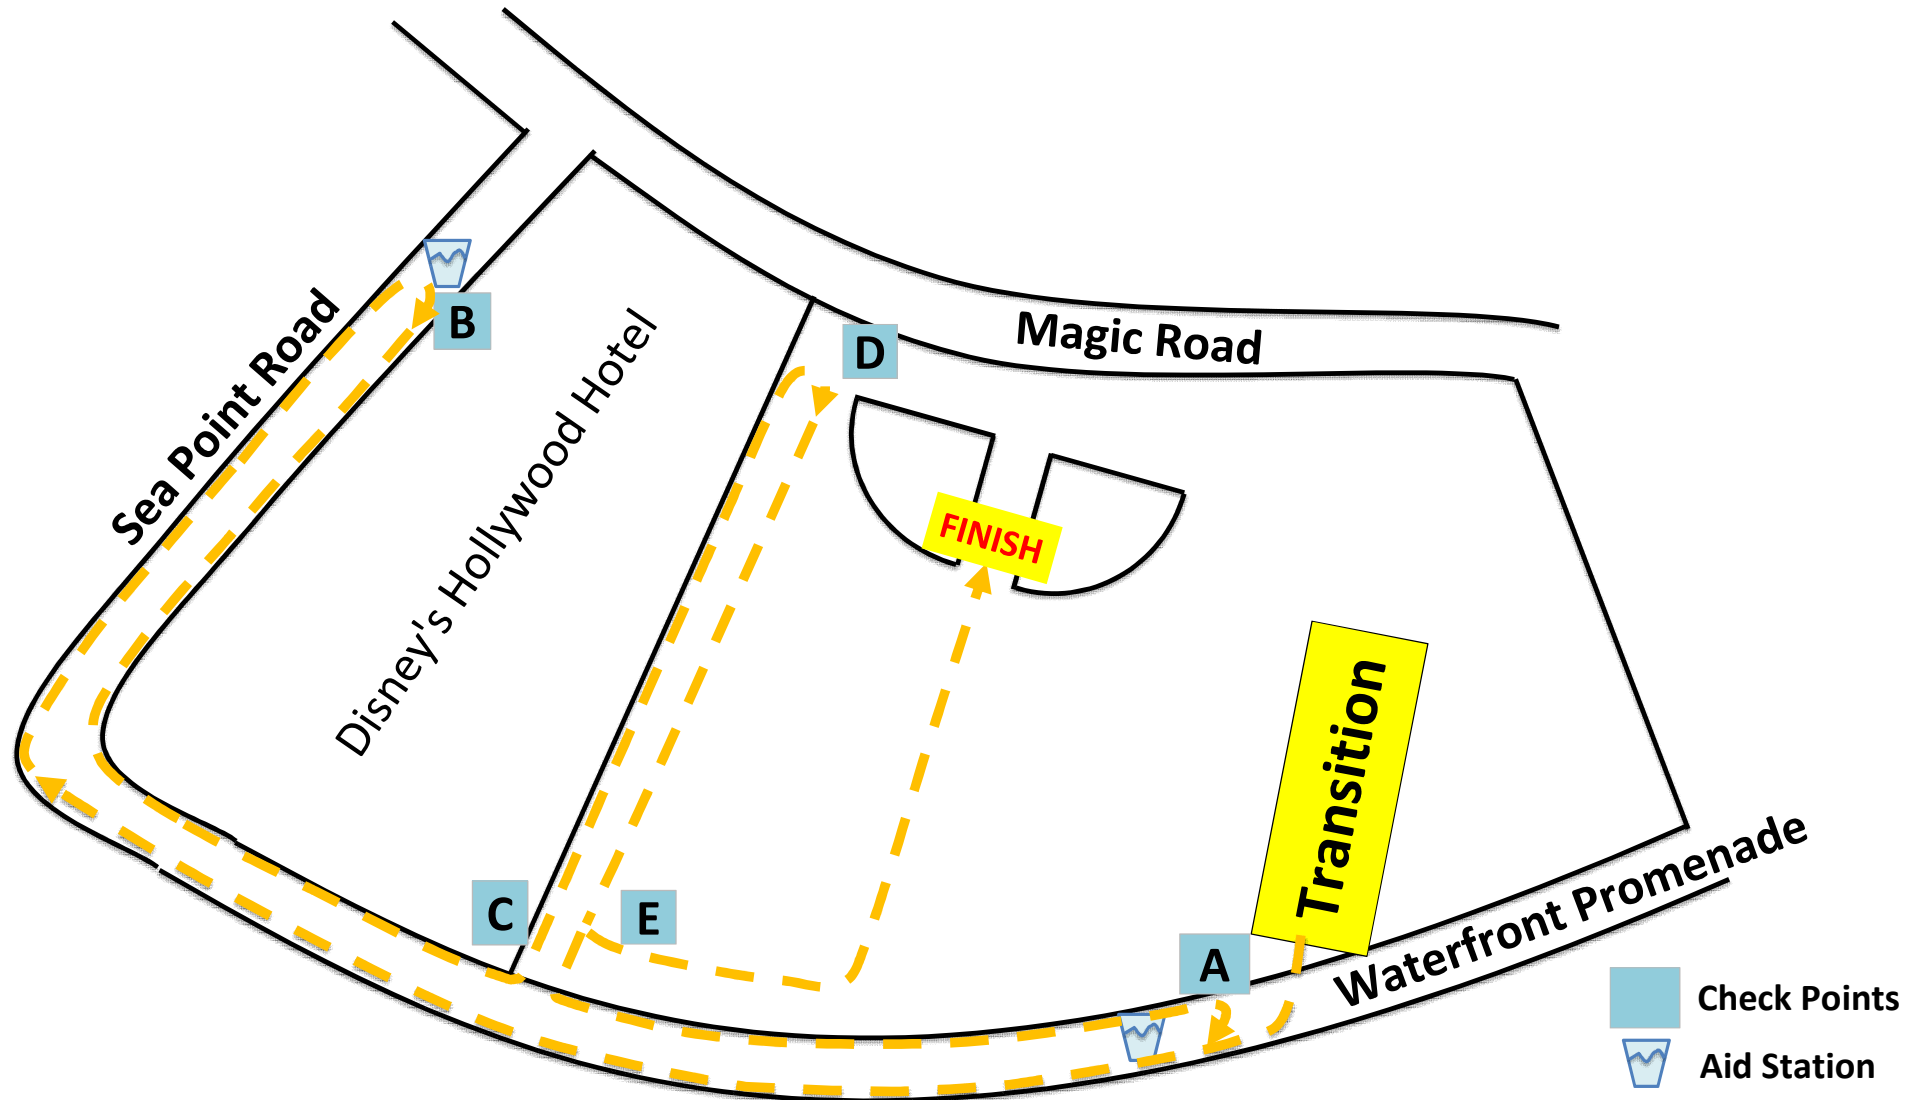 Magic Road
B
D
Sea Point Road
Disney's Hollywood Hotel
FINISH
Transition
C
E
A
Waterfront Promenade
Check Points
Aid Station